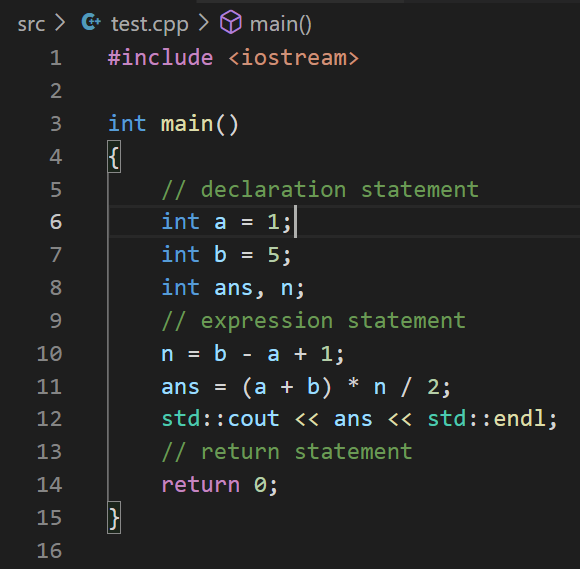 src > test.cpp > main()
1 #include <iostream>
2
3 int main()
4 {
5     // declaration statement
6     int a = 1;
7     int b = 5;
8     int ans, n;
9     // expression statement
10     n = b - a + 1;
11     ans = (a + b) * n / 2;
12     std::cout << ans << std::endl;
13     // return statement
14     return 0;
15 }
16